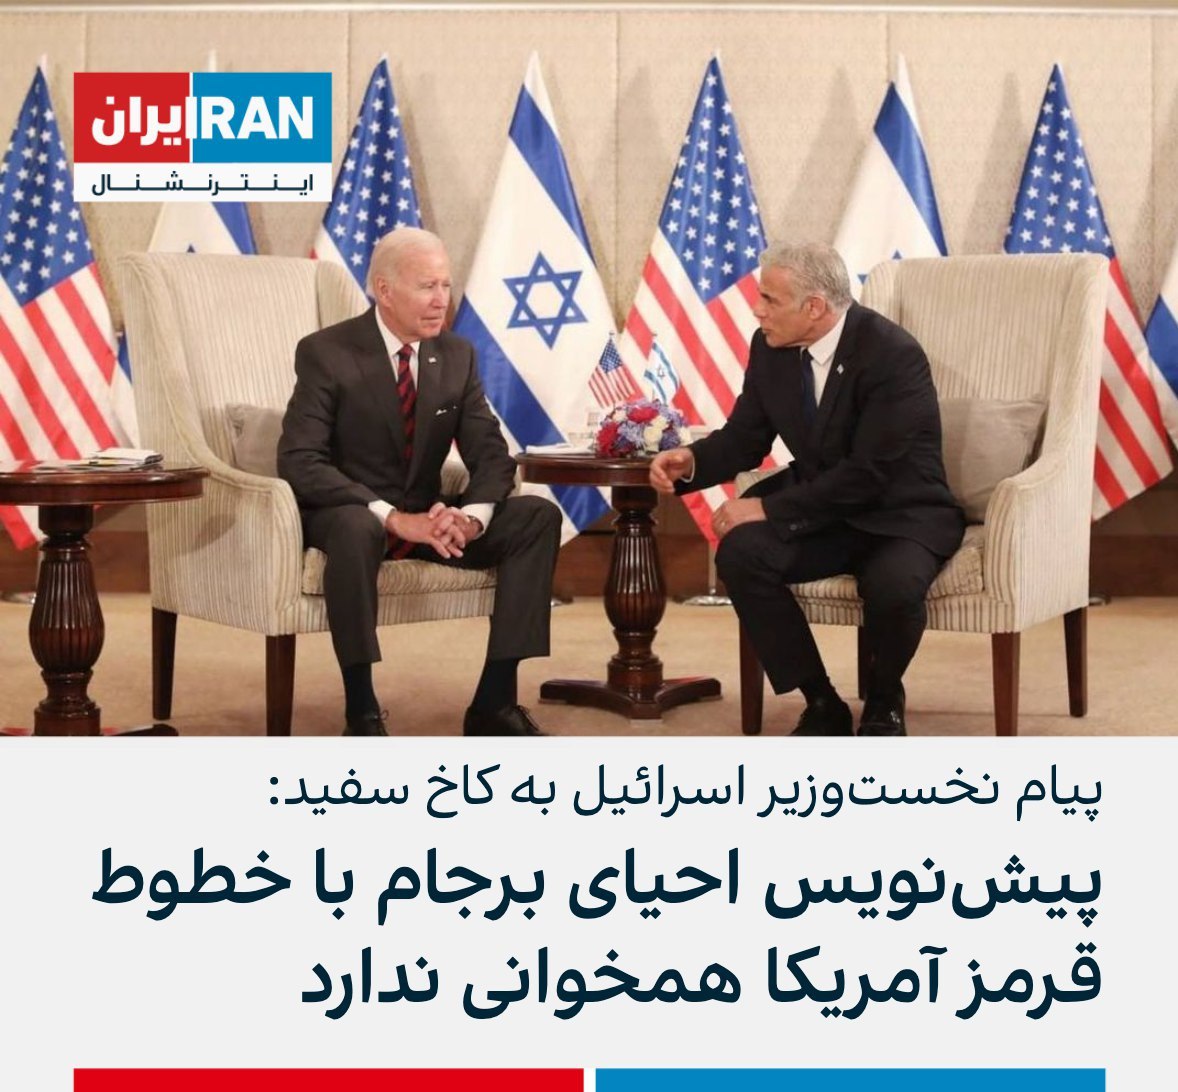 ایران IRAN
اینترنشنال
پیام نخست‌وزیر اسرائیل به کاخ سفید:
پیش‌نویس احیای برجام با خطوط
قرمز آمریکا همخوانی ندارد